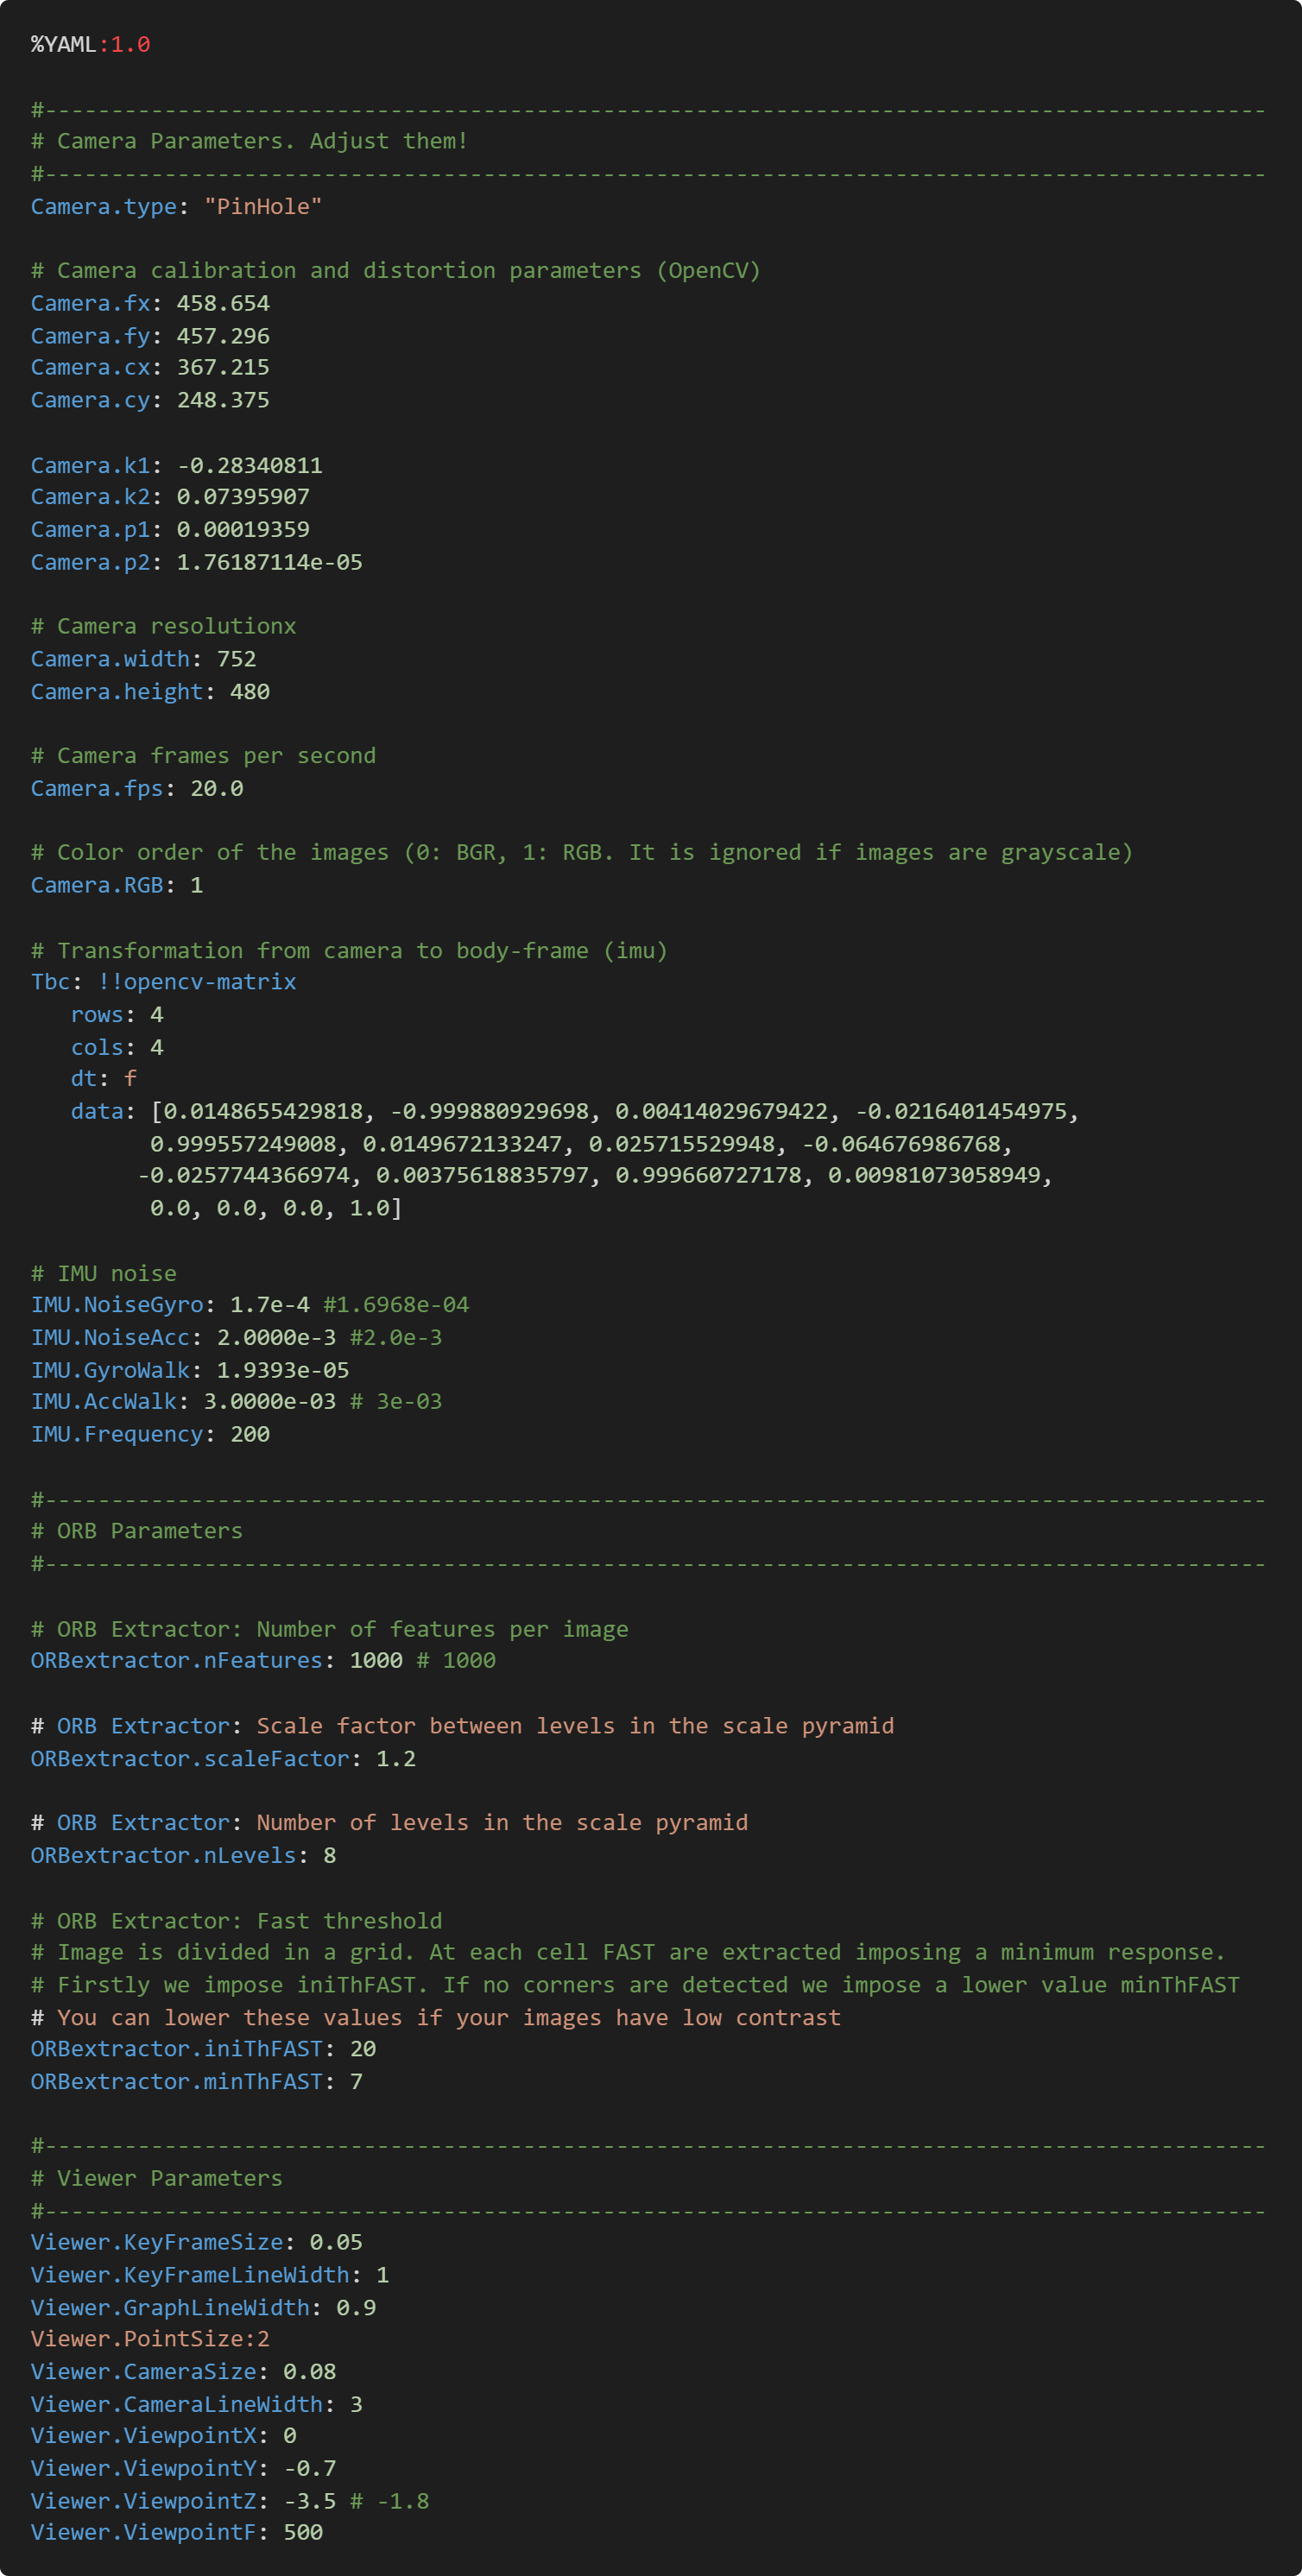 %YAML:1.0
#--------------------------------------------------------------------------------------------
# Camera Parameters. Adjust them!
#--------------------------------------------------------------------------------------------
Camera.type: "PinHole"
# Camera calibration and distortion parameters (OpenCV)
Camera.fx: 458.654
Camera.fy: 457.296
Camera.cx: 367.215
Camera.cy: 248.375
Camera.k1: -0.28340811
Camera.k2: 0.07395907
Camera.p1: 0.00019359
Camera.p2: 1.76187114e-05
# Camera resolutionx
Camera.width: 752
Camera.height: 480
# Camera frames per second
Camera.fps: 20.0
# Color order of the images (0: BGR, 1: RGB. It is ignored if images are grayscale)
Camera.RGB: 1
# Transformation from camera to body-frame (imu)
Tbc: !!opencv-matrix
   rows: 4
   cols: 4
   dt: f
   data: [0.0148655429818, -0.999880929698, 0.00414029679422, -0.0216401454975,
         0.999557249008, 0.0149672133247, 0.025715529948, -0.064676986768,
        -0.0257744366974, 0.00375618835797, 0.999660727178, 0.00981073058949,
         0.0, 0.0, 0.0, 1.0]
# IMU noise
IMU.NoiseGyro: 1.7e-4 #1.6968e-04
IMU.NoiseAcc: 2.0000e-3 #2.0e-3
IMU.GyroWalk: 1.9393e-05
IMU.AccWalk: 3.0000e-03 # 3e-03
IMU.Frequency: 200
#--------------------------------------------------------------------------------------------
# ORB Parameters
#--------------------------------------------------------------------------------------------
# ORB Extractor: Number of features per image
ORBextractor.nFeatures: 1000 # 1000
# ORB Extractor: Scale factor between levels in the scale pyramid
ORBextractor.scaleFactor: 1.2
# ORB Extractor: Number of levels in the scale pyramid
ORBextractor.nLevels: 8
# ORB Extractor: Fast threshold
# Image is divided in a grid. At each cell FAST are extracted imposing a minimum response.
# Firstly we impose iniThFAST. If no corners are detected we impose a lower value minThFAST
# You can lower these values if your images have low contrast
ORBextractor.iniThFAST: 20
ORBextractor.minThFAST: 7
#--------------------------------------------------------------------------------------------
# Viewer Parameters
#--------------------------------------------------------------------------------------------
Viewer.KeyFrameSize: 0.05
Viewer.KeyFrameLineWidth: 1
Viewer.GraphLineWidth: 0.9
Viewer.PointSize:2
Viewer.CameraSize: 0.08
Viewer.CameraLineWidth: 3
Viewer.ViewpointX: 0
Viewer.ViewpointY: -0.7
Viewer.ViewpointZ: -3.5 # -1.8
Viewer.ViewpointF: 500